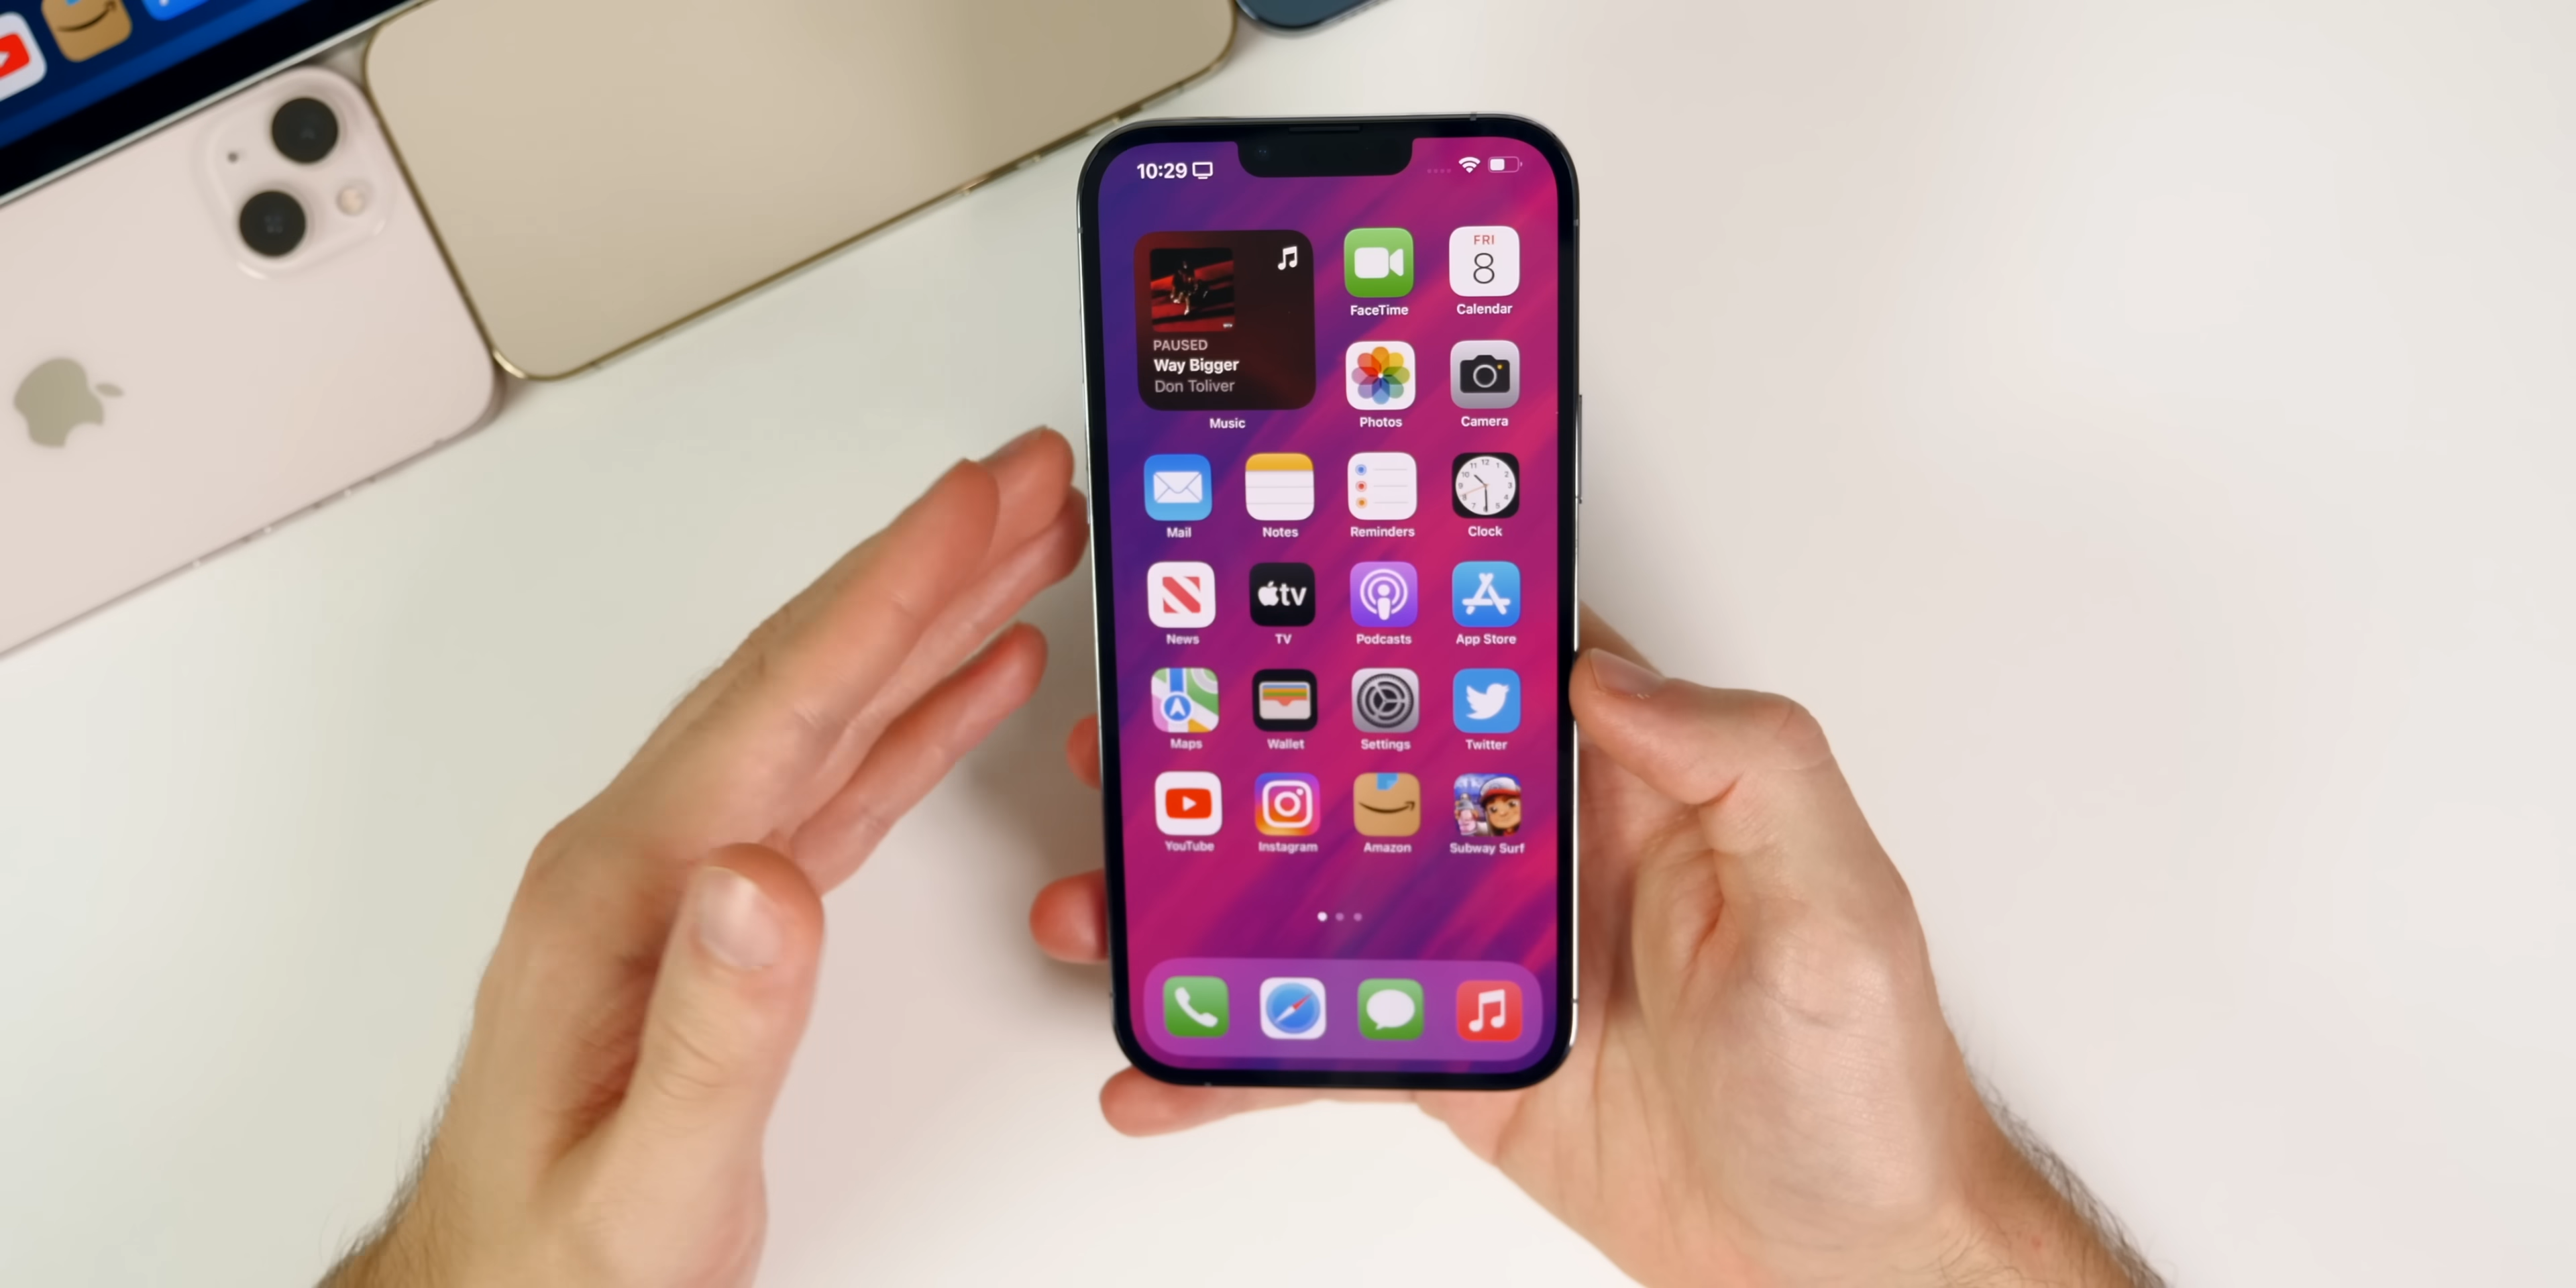 10:29
FRI
8
FaceTime
Calendar
PAUSED
Way Bigger
Don Toliver
Music
Photos
Camera
Mail
Notes
Reminders
Clock
tv
News
TV
Podcasts
App Store
Maps
Wallet
Settings
Twitter
YouTube
Instagram
Amazon
Subway Surf